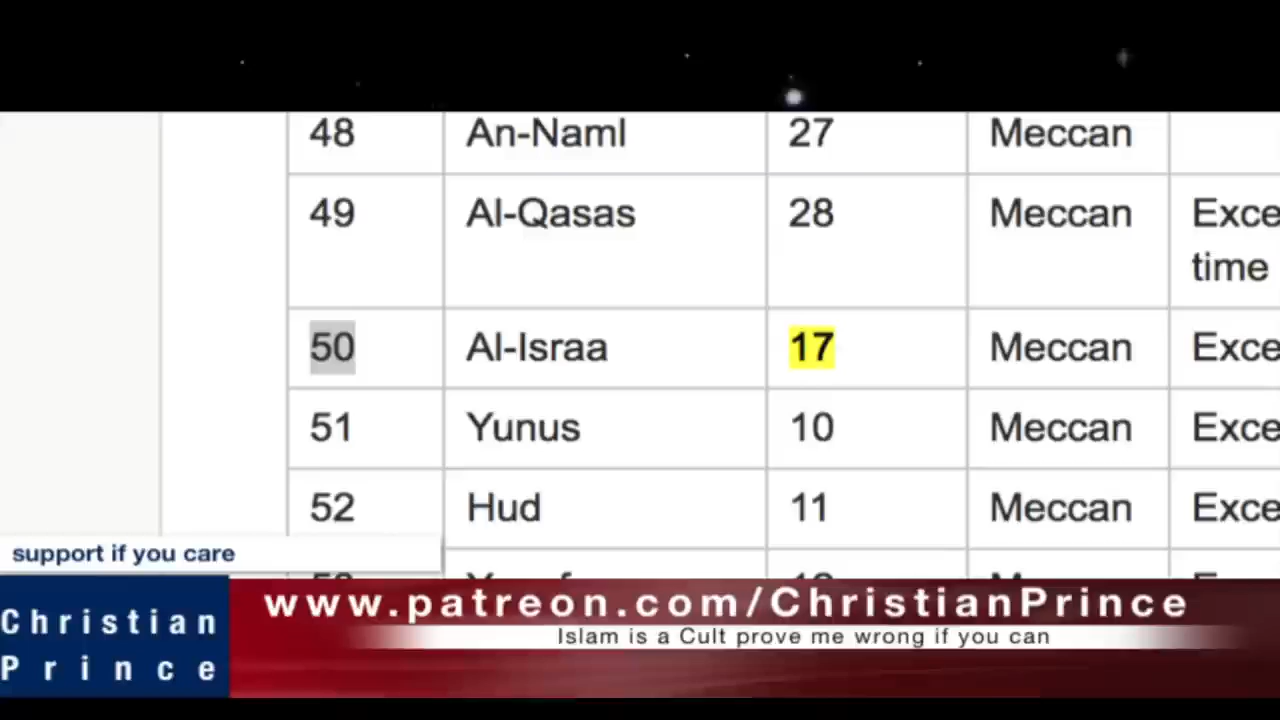 48 An-Naml 27 Meccan
49 Al-Qasas 28 Meccan Exce
time
50 Al-Israa 17 Meccan Exce
51 Yunus 10 Meccan Exce
52 Hud 11 Meccan Exce
support if you care
Christian
Prince
www.patreon.com/ChristianPrince
Islam is a Cult prove me wrong if you can